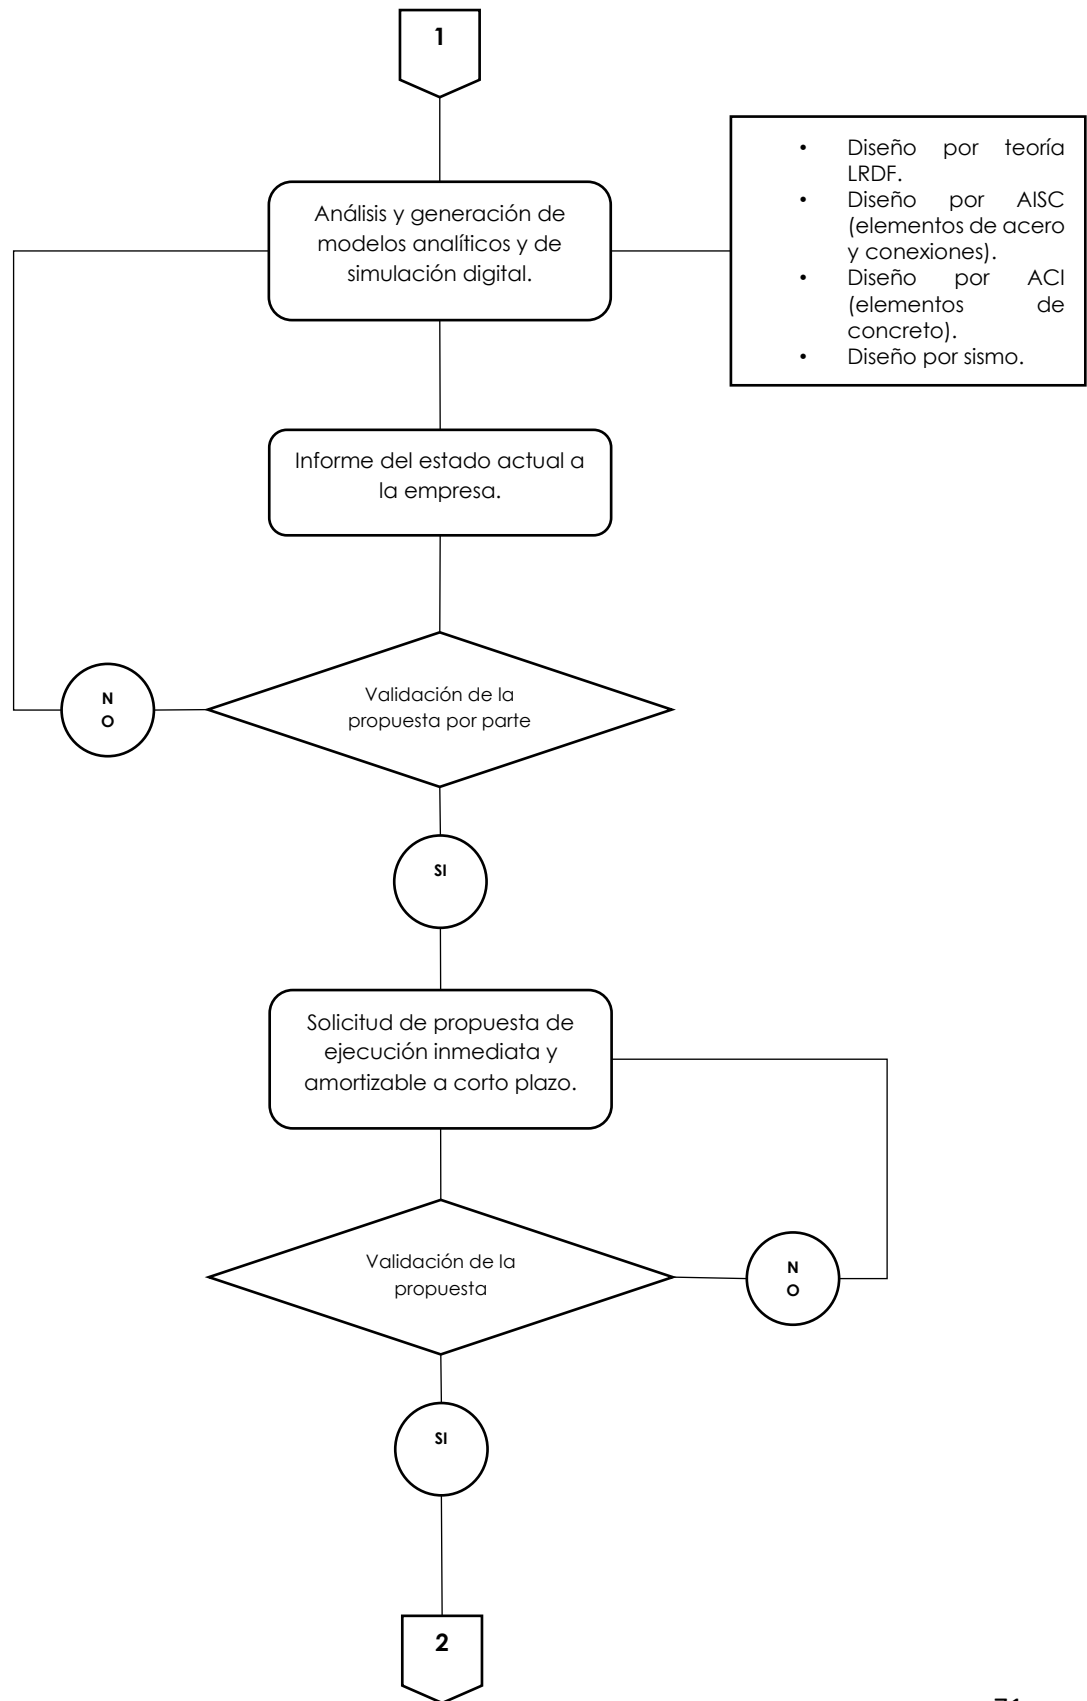 1
Análisis y generación de
modelos analíticos y de
simulación digital.
• Diseño por teoría
LRDF.
• Diseño por AISC
(elementos de acero
y conexiones).
• Diseño por ACI
(elementos de
concreto).
• Diseño por sismo.
Informe del estado actual a
la empresa.
Validación de la
propuesta por parte
N
O
SI
Solicitud de propuesta de
ejecución inmediata y
amortizable a corto plazo.
Validación de la
propuesta
N
O
SI
2